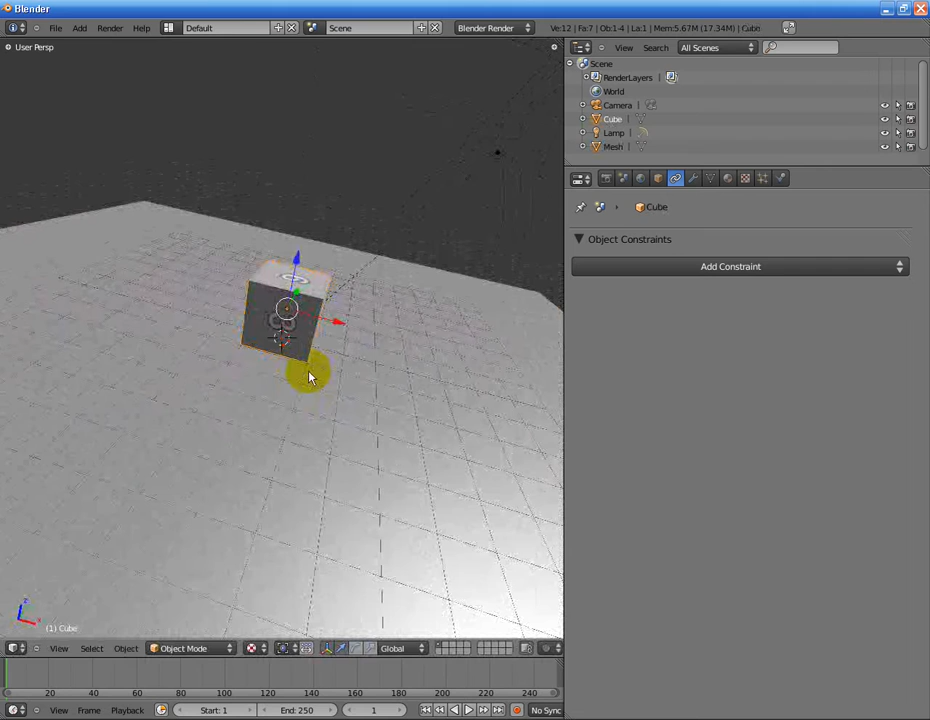 Blender
File Add Render Help Default Scene Blender Render Ve:12 | Fa:7 | Ob:1-4 | La:1 | Mem:5.67M (17.34M) | Cube
User Persp
View Search All Scenes
Scene
RenderLayers |
World
Camera |
Cube |
Lamp |
Mesh |
Cube
Object Constraints
Add Constraint
(1) Cube
View Select Object Object Mode Global
20 40 60 80 100 120 140 160 180 200 220 240
View Frame Playback Start: 1 End: 250 1 No Sync